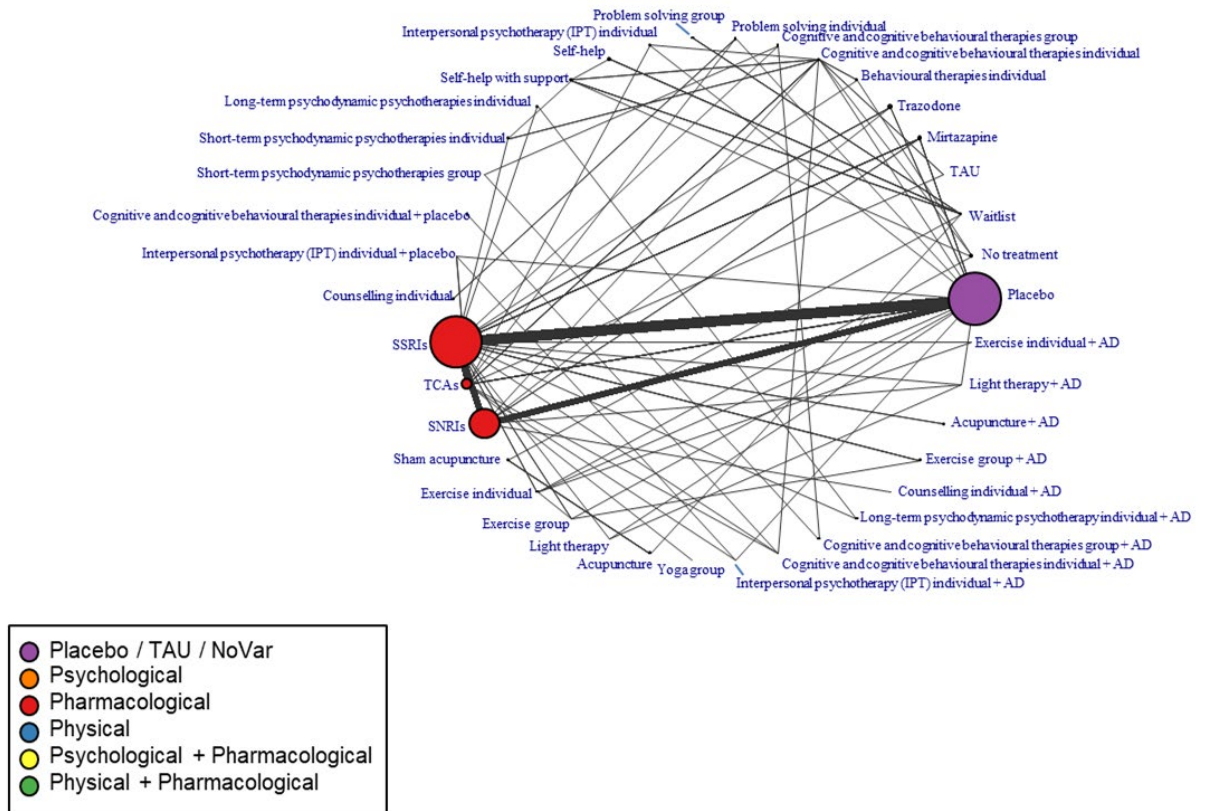 Problem solving group
Problem solving individual
Interpersonal psychotherapy (IPT) individual
Cognitive and cognitive behavioural therapies group
Self-help
Cognitive and cognitive behavioural therapies individual
Self-help with support
Behavioural therapies individual
Long-term psychodynamic psychotherapies individual
Trazodone
Short-term psychodynamic psychotherapies individual
Mirtazapine
Short-term psychodynamic psychotherapies group
TAU
Cognitive and cognitive behavioural therapies individual + placebo
Waitlist
Interpersonal psychotherapy (IPT) individual + placebo
No treatment
Counselling individual
Placebo
SSRIs
Exercise individual + AD
TCAs
Light therapy + AD
SNRIs
Acupuncture + AD
Sham acupuncture
Exercise group + AD
Exercise individual
Counselling individual + AD
Exercise group
Long-term psychodynamic psychotherapy individual + AD
Light therapy
Cognitive and cognitive behavioural therapies group + AD
Acupuncture
Yoga group
Cognitive and cognitive behavioural therapies individual + AD
Interpersonal psychotherapy (IPT) individual + AD
Placebo / TAU / NoVar
Psychological
Pharmacological
Physical
Psychological + Pharmacological
Physical + Pharmacological